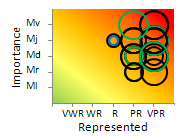 Importance
Mv
Mj
Md
Mr
Ml
VWR WR R PR VPR
Represented